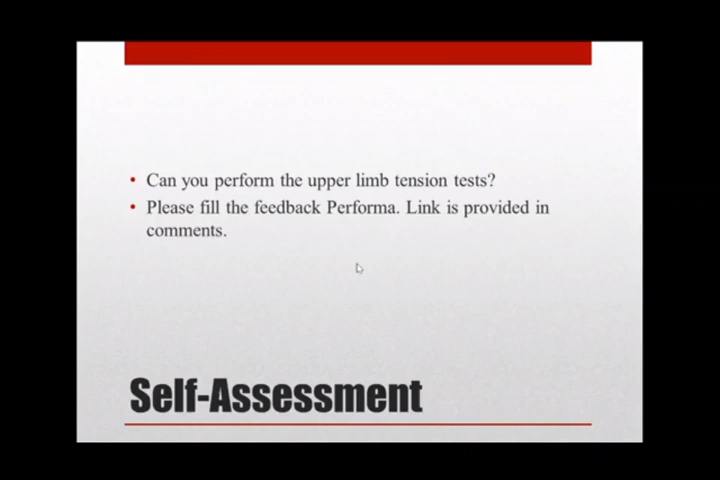 • Can you perform the upper limb tension tests?
• Please fill the feedback Performa. Link is provided in
comments.
Self-Assessment